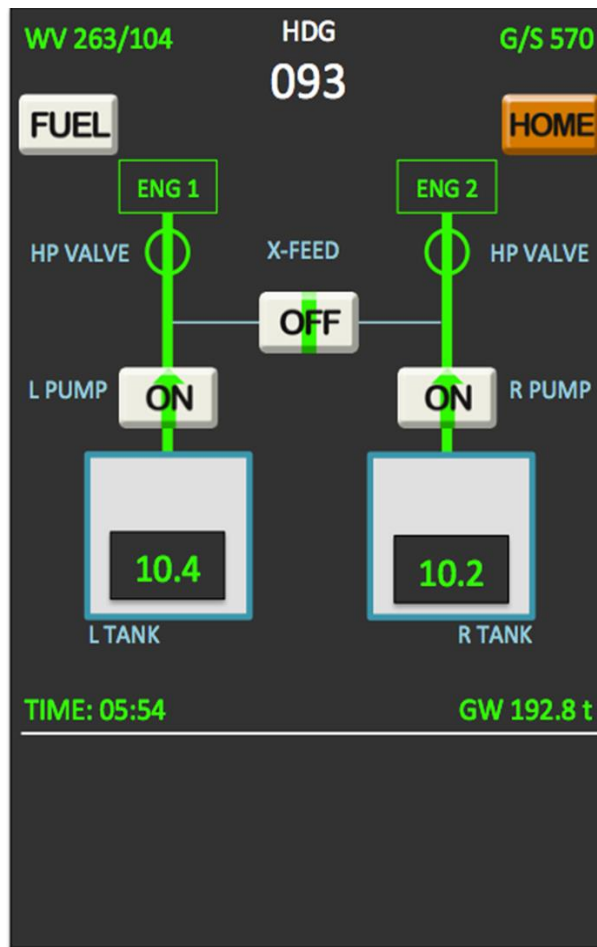 WV 263/104
HDG
G/S 570
093
FUEL
HOME
ENG 1
ENG 2
HP VALVE
X-FEED
HP VALVE
OFF
L PUMP
ON
ON
R PUMP
10.4
10.2
L TANK
R TANK
TIME: 05:54
GW 192.8 t